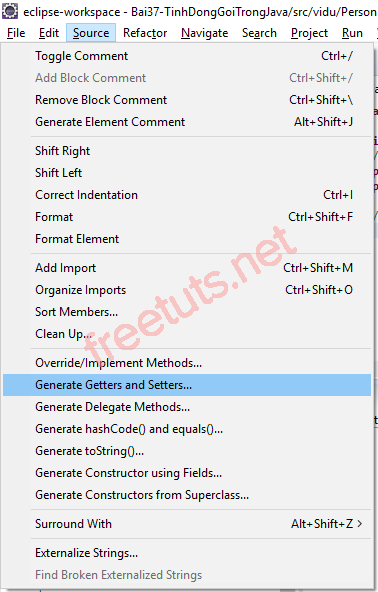 eclipse-workspace - Bai37-TinhDongGoiTrongJava/src/vidu/Person
File Edit Source Refactor Navigate Search Project Run
Toggle Comment Ctrl+/
Add Block Comment Ctrl+Shift+/
Remove Block Comment Ctrl+Shift+\
Generate Element Comment Alt+Shift+J
Shift Right
Shift Left
Correct Indentation Ctrl+I
Format Ctrl+Shift+F
Format Element
Add Import Ctrl+Shift+M
Organize Imports Ctrl+Shift+O
Sort Members...
Clean Up...
Override/Implement Methods...
Generate Getters and Setters...
Generate Delegate Methods...
Generate hashCode() and equals()...
Generate toString()...
Generate Constructor using Fields...
Generate Constructors from Superclass...
Surround With Alt+Shift+Z >
Externalize Strings...
Find Broken Externalized Strings
freetuts.net